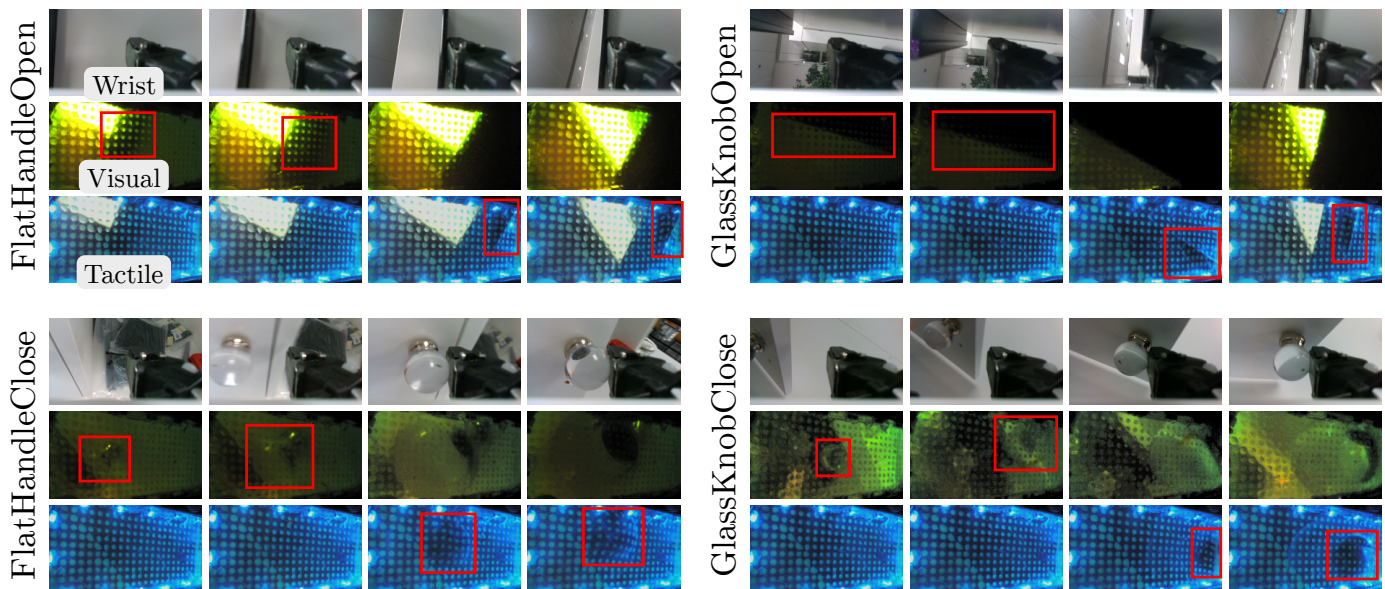 FlatHandleOpen
Wrist
Visual
Tactile
GlassKnobOpen
FlatHandleClose
GlassKnobClose